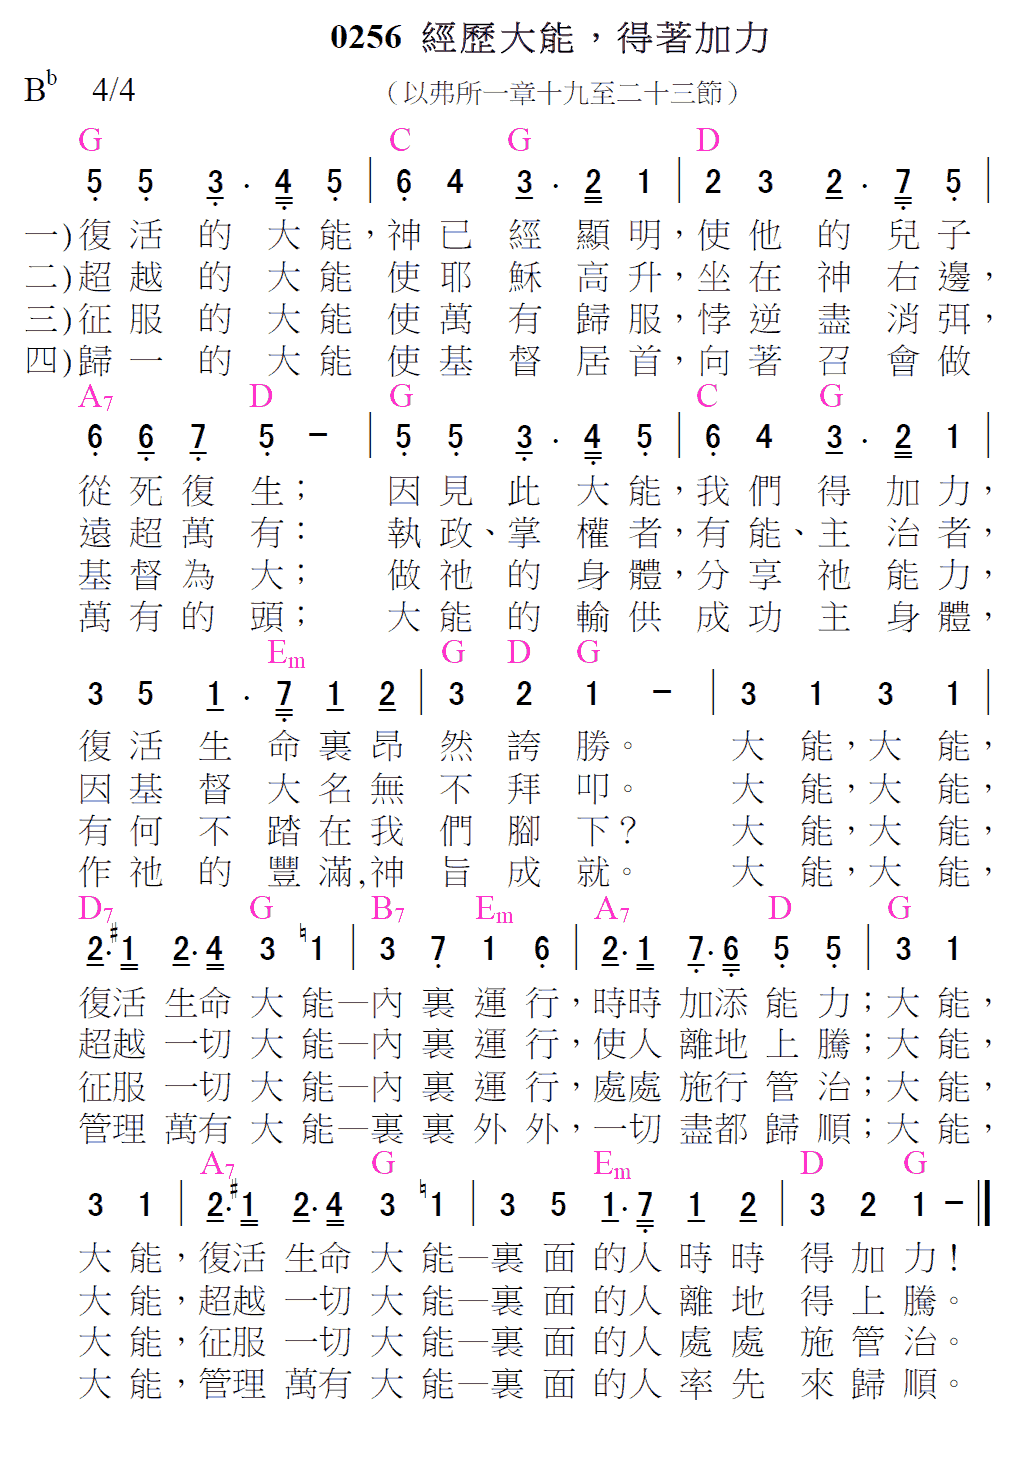 0256 經歷大能，得著加力
B♭ 4/4 （以弗所一章十九至二十三節）
G C G D
5̣ 5̣ 3̣ · 4̣ 5̣ | 6̣ 4 3 · 2 1 | 2 3 2 · 7̣ 5̣ |
一)復活的大能，神已經顯明，使他的兒子
二)超越的大能使耶穌高升，坐在神右邊，
三)征服的大能使萬有歸服，悖逆盡消弭，
四)歸一的大能使基督居首，向著召會做
A7 D G C G
6̣ 6̣ 7̣ 5̣ － | 5̣ 5̣ 3̣ · 4̣ 5̣ | 6̣ 4 3 · 2 1 |
從死復生；因見此大能，我們得加力，
遠超萬有：執政、掌權者，有能、主治者，
基督為大；做祂的身體，分享祂能力，
萬有的頭；大能的輸供成功主身體，
Em G D G
3 5 1 · 7̣ 1 2 | 3 2 1 － | 3 1 3 1 |
復活生命裏昂然誇勝。大能，大能，
因基督大名無不拜叩。大能，大能，
有何不踏在我們腳下？大能，大能，
作祂的豐滿,神旨成就。大能，大能，
D7 G B7 Em A7 D G
2·♯1 2·4 3 ♮1 | 3 7̣ 1 6̣ | 2·1 7̣·6̣ 5̣ 5̣ | 3 1
復活生命大能—內裏運行，時時加添能力；大能，
超越一切大能—內裏運行，使人離地上騰；大能，
征服一切大能—內裏運行，處處施行管治；大能，
管理萬有大能—裏裏外外，一切盡都歸順；大能，
A7 G Em D G
3 1 | 2·♯1 2·4 3 ♮1 | 3 5 1·7̣ 1 2 | 3 2 1 － ‖
大能，復活生命大能—裏面的人時時得加力！
大能，超越一切大能—裏面的人離地得上騰。
大能，征服一切大能—裏面的人處處施管治。
大能，管理萬有大能—裏面的人率先來歸順。